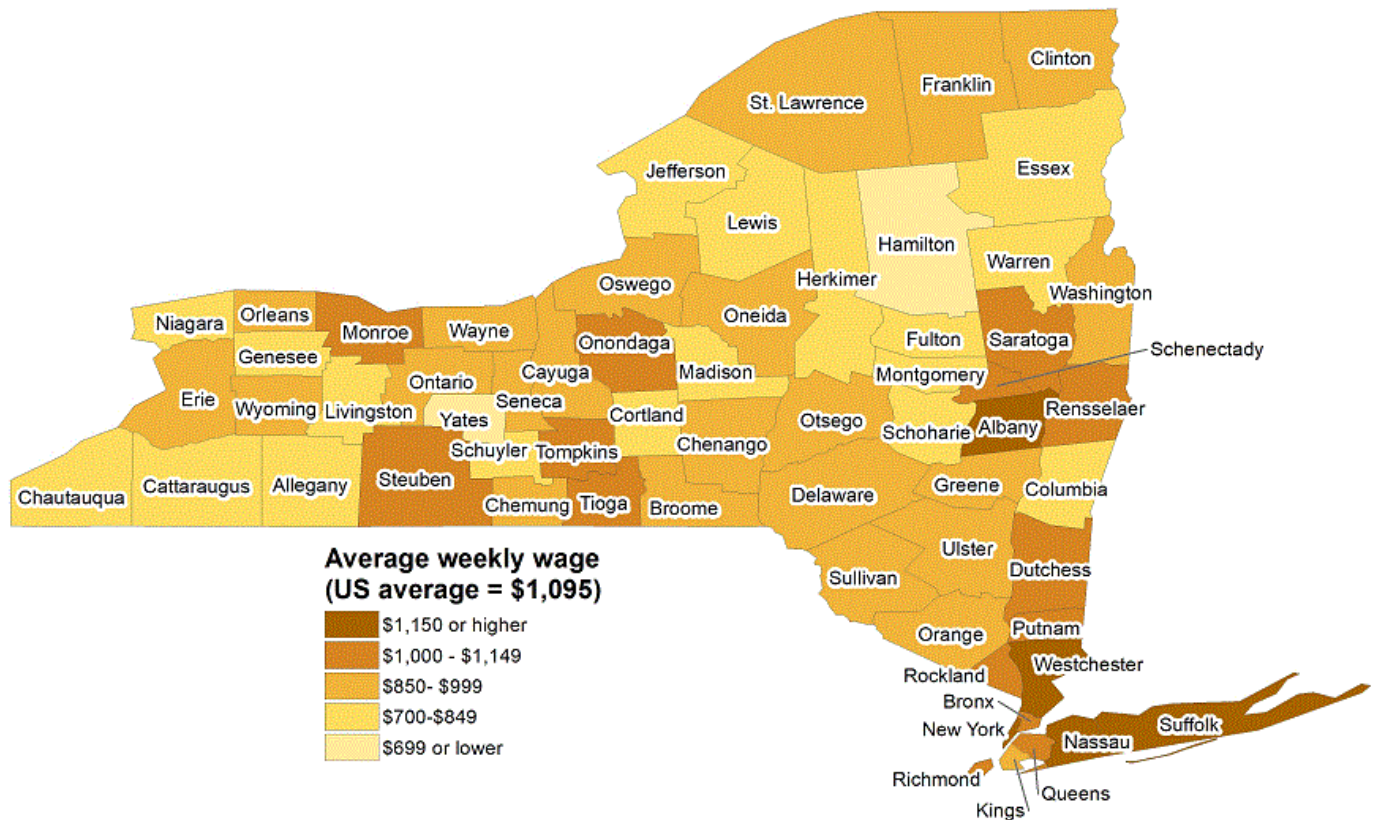 Clinton
Franklin
St. Lawrence
Essex
Jefferson
Lewis
Hamilton
Warren
Herkimer
Oswego
Washington
Oneida
Orleans
Niagara
Monroe
Wayne
Onondaga
Fulton
Saratoga
Schenectady
Genesee
Cayuga
Madison
Montgomery
Ontario
Seneca
Erie
Wyoming
Livingston
Yates
Cortland
Otsego
Rensselaer
Albany
Schoharie
Chenango
Schuyler
Tompkins
Steuben
Cattaraugus
Allegany
Chautauqua
Greene
Columbia
Delaware
Chemung
Tioga
Broome
Ulster
Dutchess
Sullivan
Orange
Putnam
Westchester
Rockland
Bronx
New York
Suffolk
Nassau
Richmond
Queens
Kings
Average weekly wage
(US average = $1,095)
$1,150 or higher
$1,000 - $1,149
$850- $999
$700-$849
$699 or lower